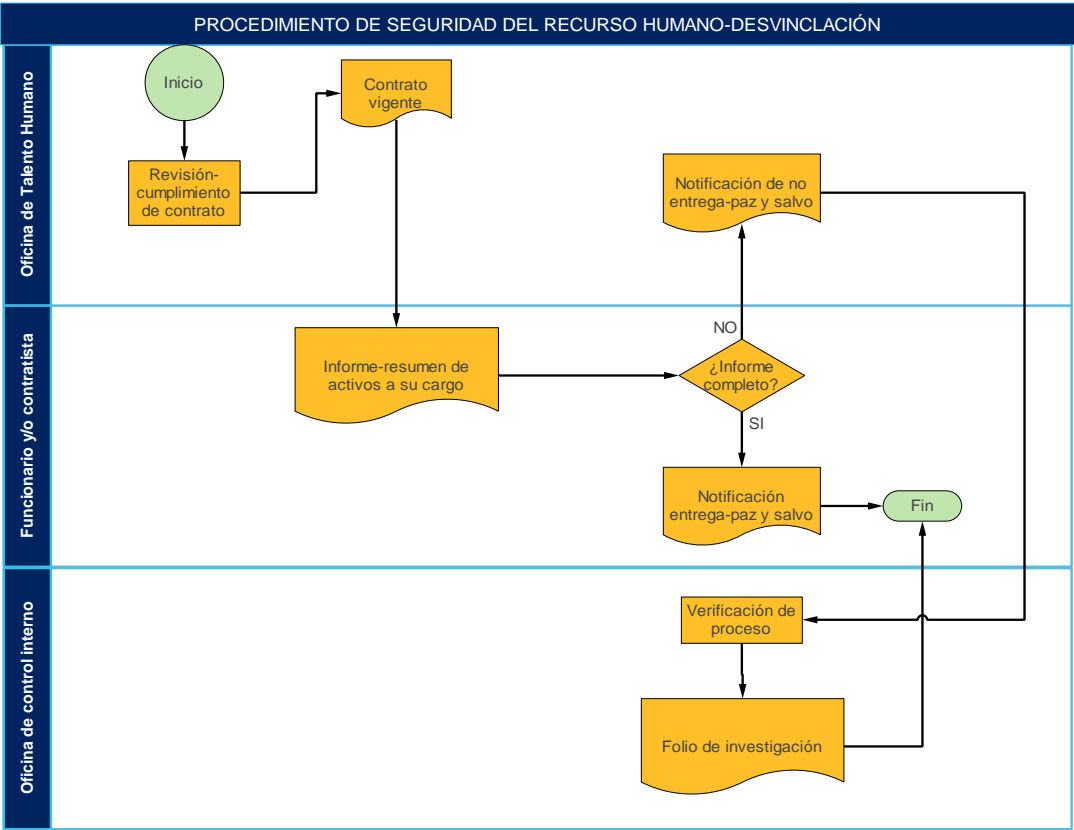 PROCEDIMIENTO DE SEGURIDAD DEL RECURSO HUMANO-DESVINCLACIÓN
Oficina de Talento Humano
Inicio
Contrato
vigente
Revisión-
cumplimiento
de contrato
Notificación de no
entrega-paz y salvo
Funcionario y/o contratista
Informe-resumen de
activos a su cargo
NO
¿Informe
completo?
SI
Notificación
entrega-paz y salvo
Fin
Oficina de control interno
Verificación de
proceso
Folio de investigación